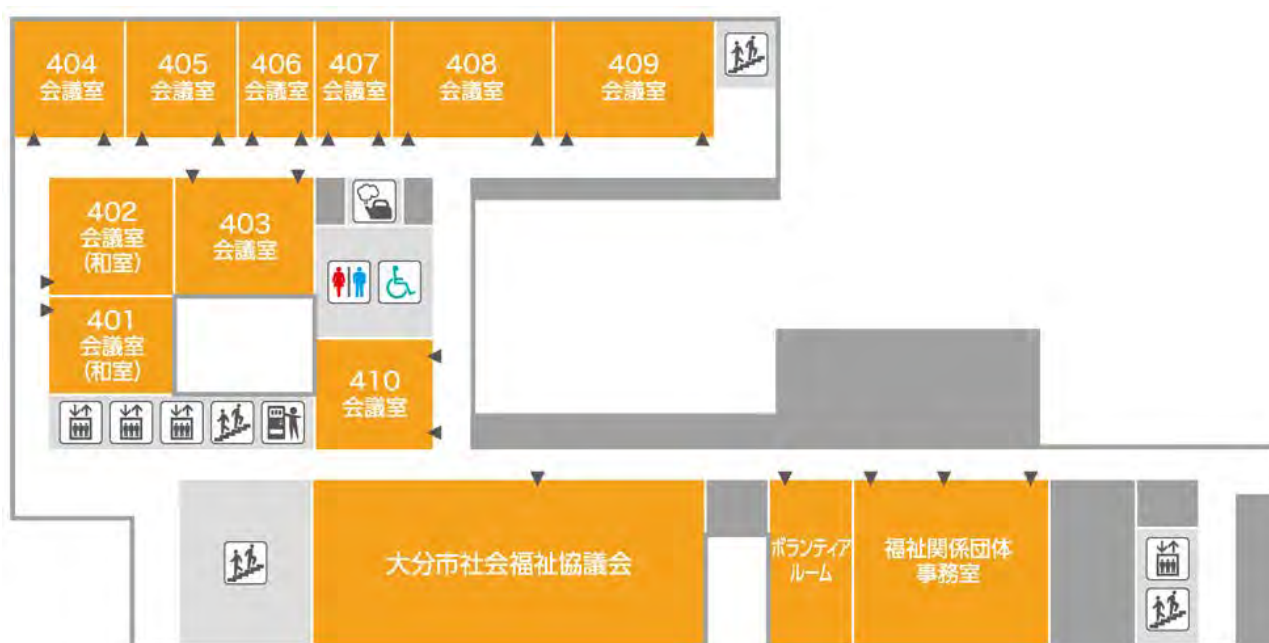 404
会議室
405
会議室
406
会議室
407
会議室
408
会議室
409
会議室
402
会議室
(和室)
403
会議室
401
会議室
(和室)
410
会議室
大分市社会福祉協議会
ボランティア
ルーム
福祉関係団体
事務室